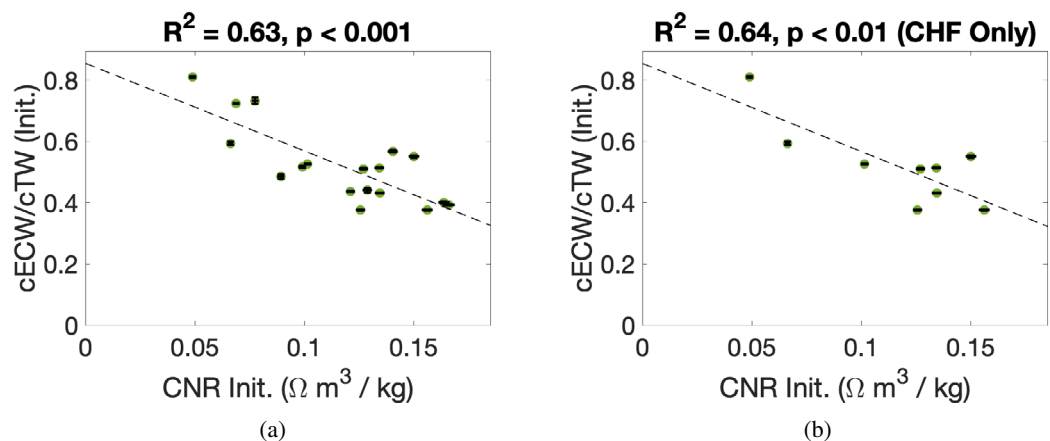 R² = 0.63, p < 0.001
cECW/cTW (Init.)
0.8
0.6
0.4
0.2
0
0 0.05 0.1 0.15
CNR Init. (Ω m³ / kg)
(a)
R² = 0.64, p < 0.01 (CHF Only)
cECW/cTW (Init.)
0.8
0.6
0.4
0.2
0
0 0.05 0.1 0.15
CNR Init. (Ω m³ / kg)
(b)